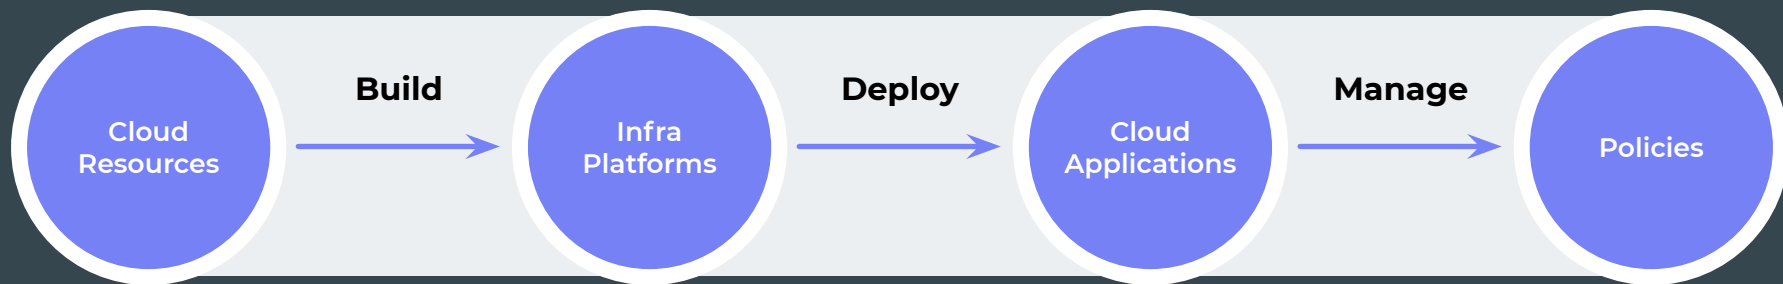 Cloud
Resources
Build
Infra
Platforms
Deploy
Cloud
Applications
Manage
Policies